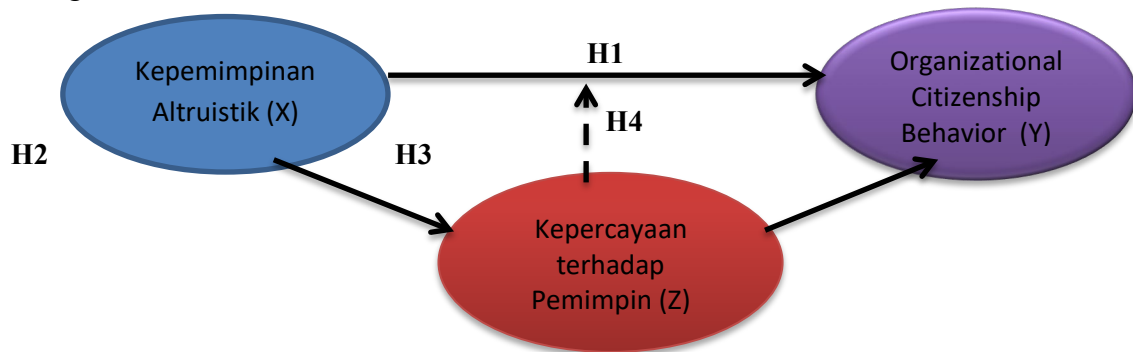 Kepemimpinan
Altruistik (X)
H1
Organizational
Citizenship
Behavior (Y)
H4
H2
H3
Kepercayaan
terhadap
Pemimpin (Z)